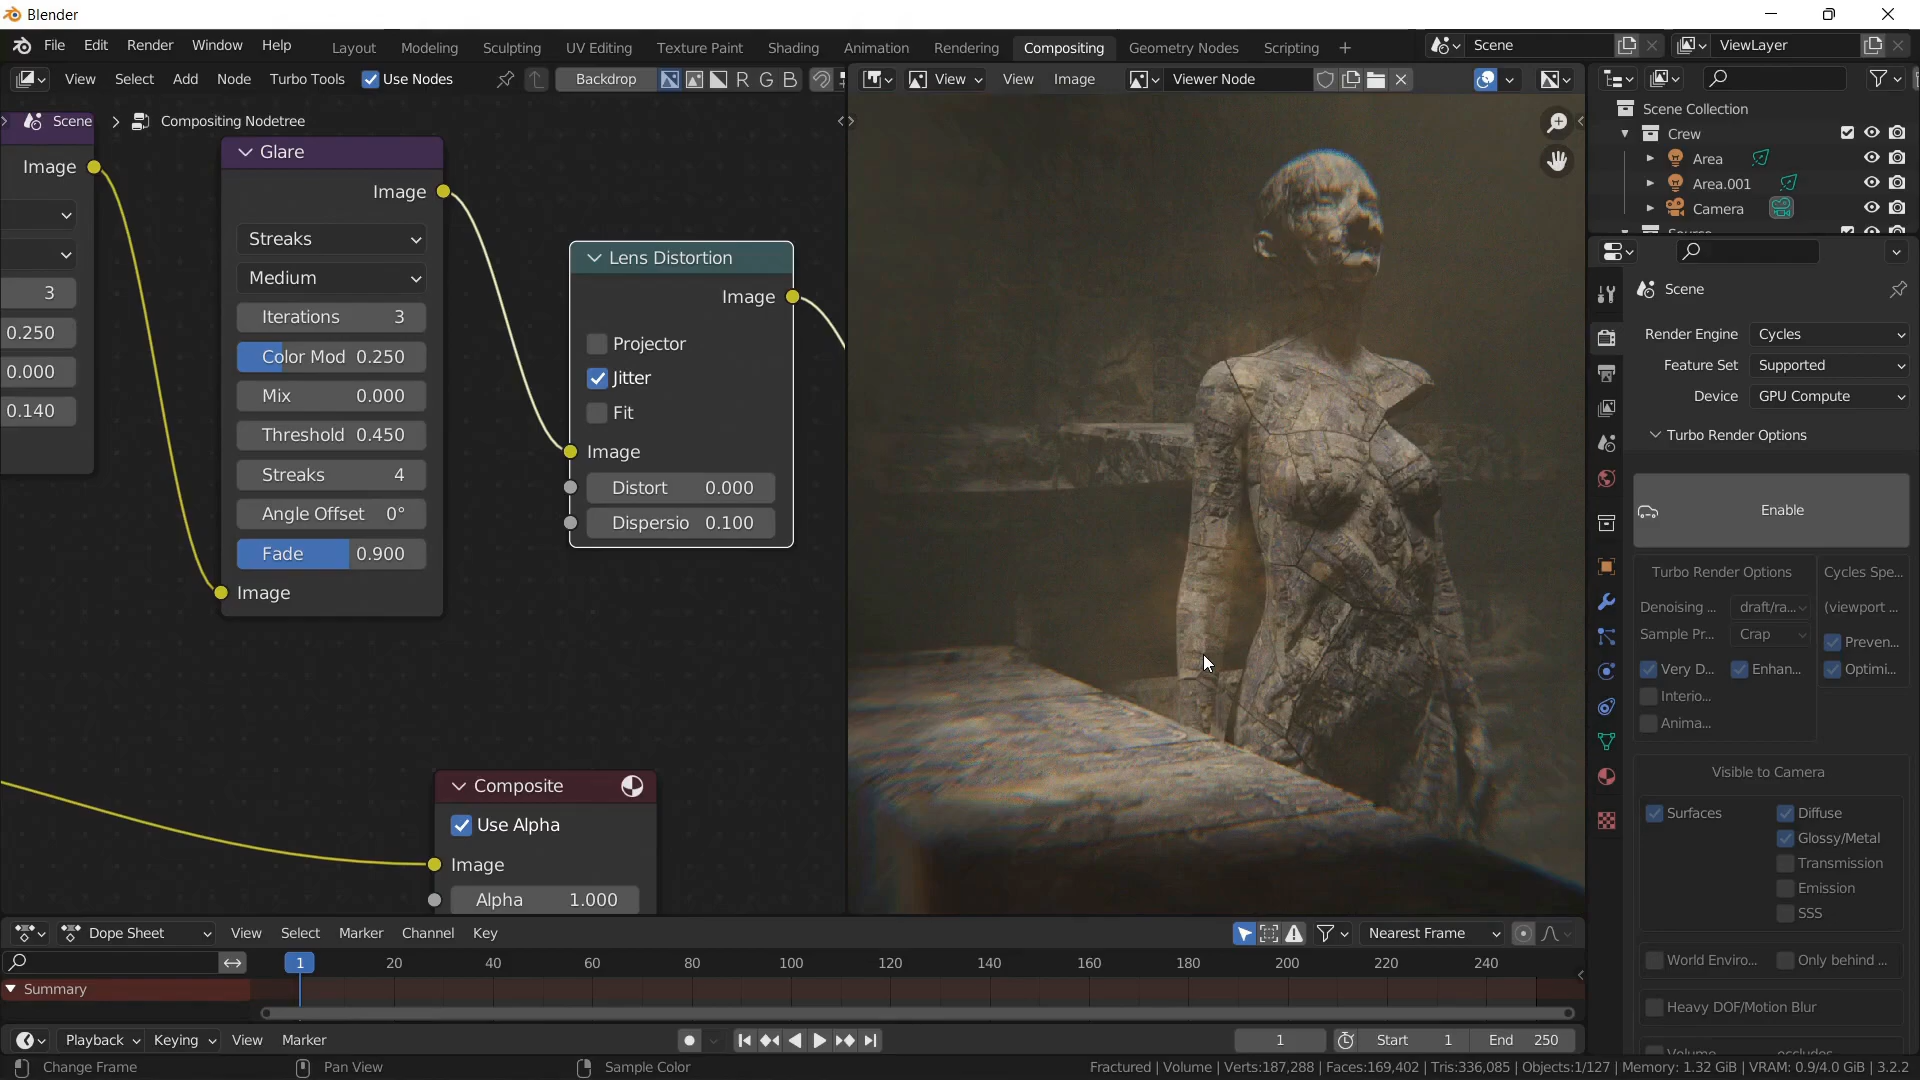 Blender
File Edit Render Window Help Layout Modeling Sculpting UV Editing Texture Paint Shading Animation Rendering Compositing Geometry Nodes Scripting + Scene ViewLayer
View Select Add Node Turbo Tools Use Nodes Backdrop R G B View View Image Viewer Node
Scene > Compositing Nodetree
Scene Collection
Crew
Area
Area.001
Camera
Image
3
0.250
0.000
0.140
Glare
Image
Streaks
Medium
Iterations 3
Color Mod 0.250
Mix 0.000
Threshold 0.450
Streaks 4
Angle Offset 0°
Fade 0.900
Image
Lens Distortion
Image
Projector
Jitter
Fit
Image
Distort 0.000
Dispersio 0.100
Composite
Use Alpha
Image
Alpha 1.000
Scene
Render Engine Cycles
Feature Set Supported
Device GPU Compute
Turbo Render Options
Enable
Turbo Render Options Cycles Spe...
Denoising ... draft/ra... (viewport ...
Sample Pr... Crap Preven...
Very D... Enhan... Optimi...
Interio...
Anima...
Visible to Camera
Surfaces Diffuse
Glossy/Metal
Transmission
Emission
SSS
World Enviro... Only behind ...
Heavy DOF/Motion Blur
Dope Sheet View Select Marker Channel Key Nearest Frame
1 20 40 60 80 100 120 140 160 180 200 220 240
Summary
Playback Keying View Marker 1 Start 1 End 250
Change Frame Pan View Sample Color Fractured | Volume | Verts:187,288 | Faces:169,402 | Tris:336,085 | Objects:1/127 | Memory: 1.32 GiB | VRAM: 0.9/4.0 GiB | 3.2.2